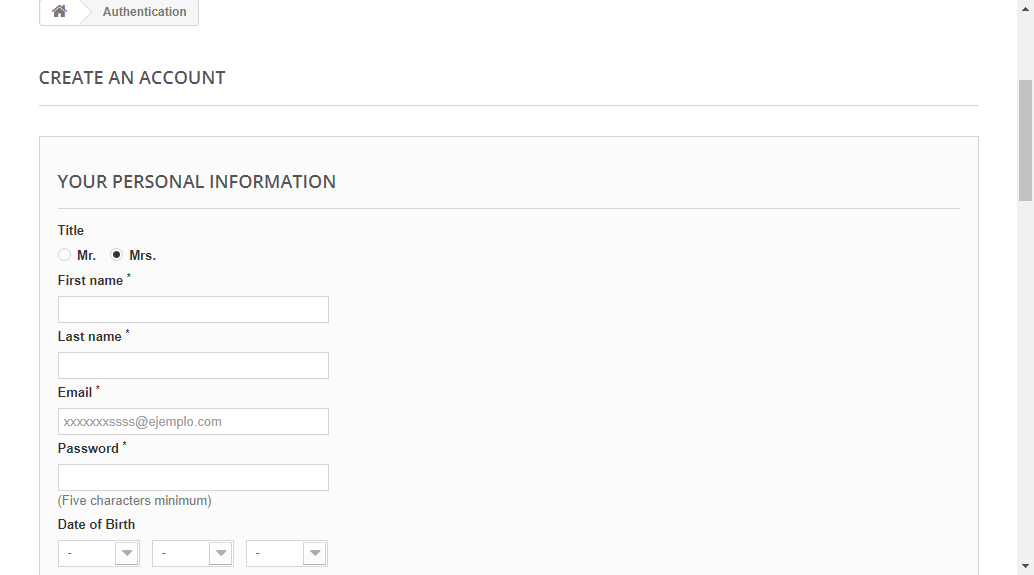 Authentication
CREATE AN ACCOUNT
YOUR PERSONAL INFORMATION
Title
Mr. Mrs.
First name *
Last name *
Email *
xxxxxxxssss@ejemplo.com
Password *
(Five characters minimum)
Date of Birth
- - -